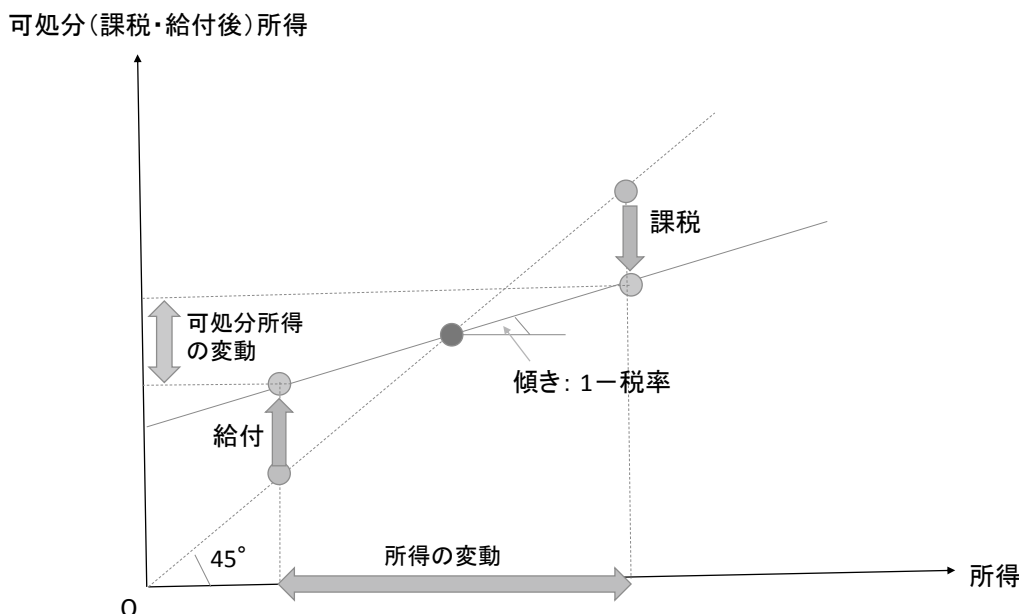 可処分(課税・給付後)所得
課税
可処分所得
の変動
傾き: 1ー税率
給付
45°
所得の変動
所得
O